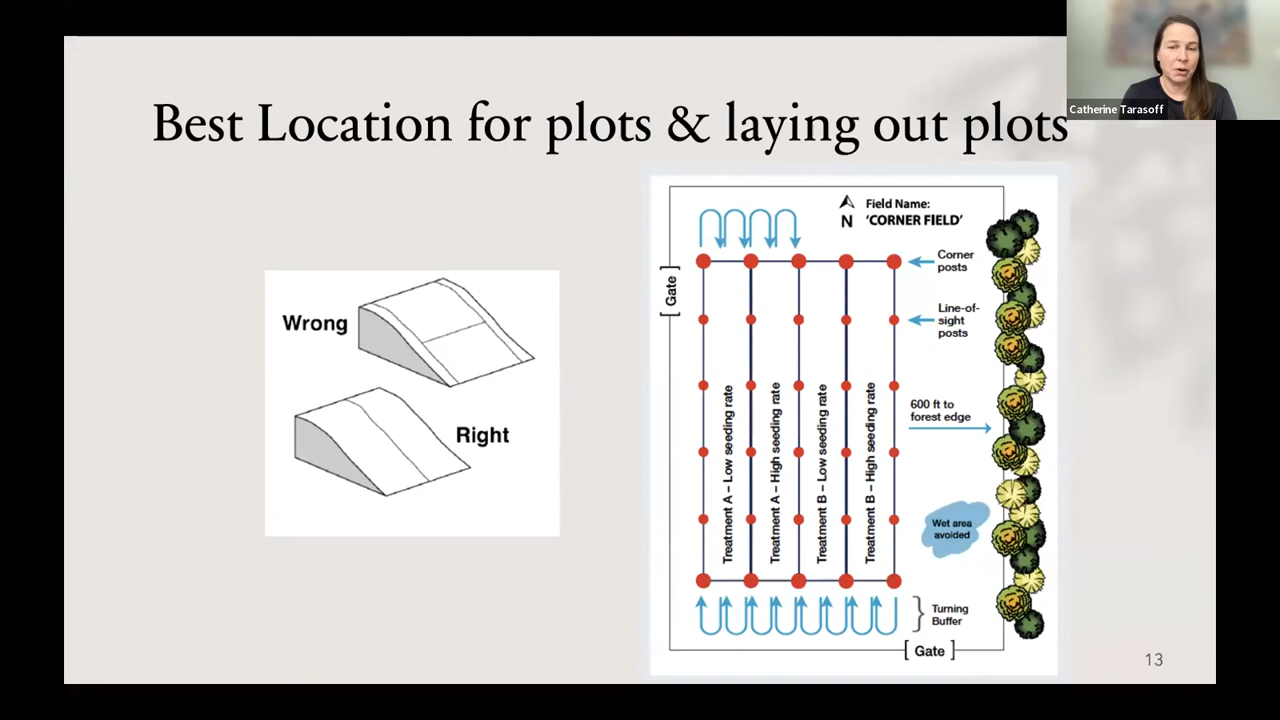 Catherine Tarasoff
Best Location for plots & laying out plots
Wrong
Right
N
Field Name:
'CORNER FIELD'
[ Gate ]
Corner
posts
Line-of-
sight
posts
600 ft to
forest edge
Treatment A – Low seeding rate
Treatment A – High seeding rate
Treatment B – Low seeding rate
Treatment B – High seeding rate
Wet area
avoided
Turning
Buffer
[ Gate ]
13